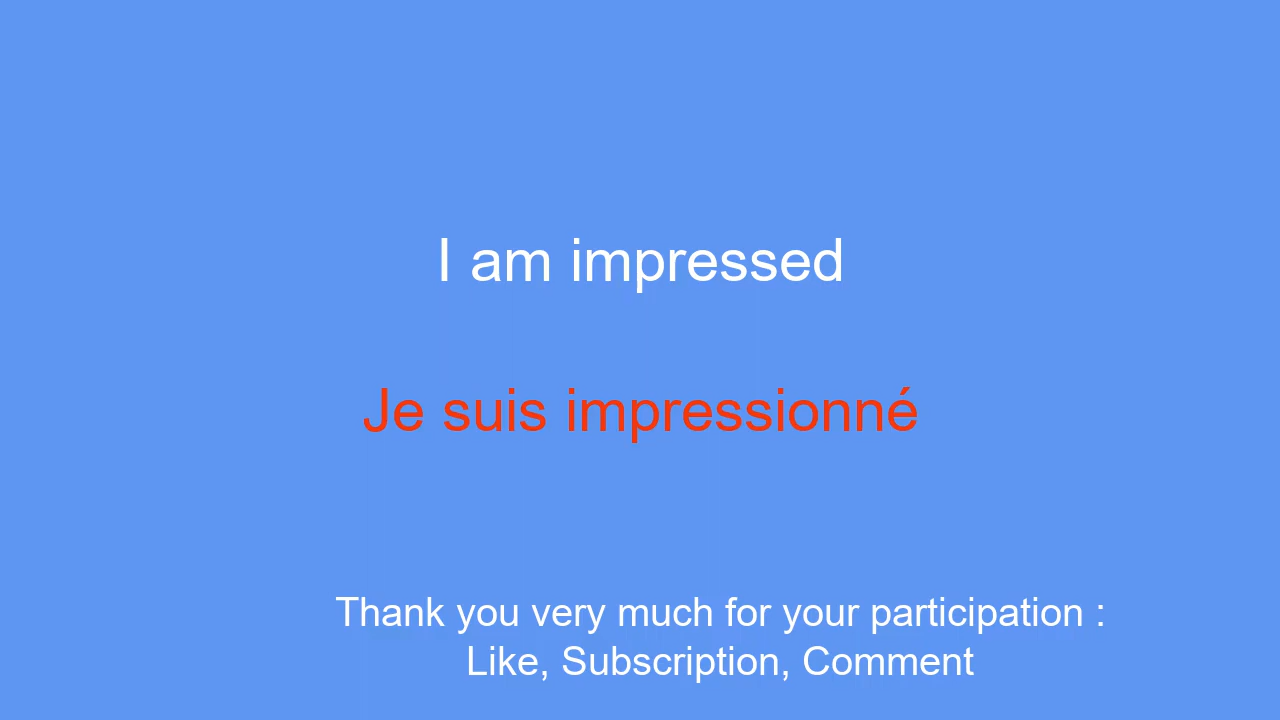 I am impressed
Je suis impressionné
Thank you very much for your participation :
Like, Subscription, Comment